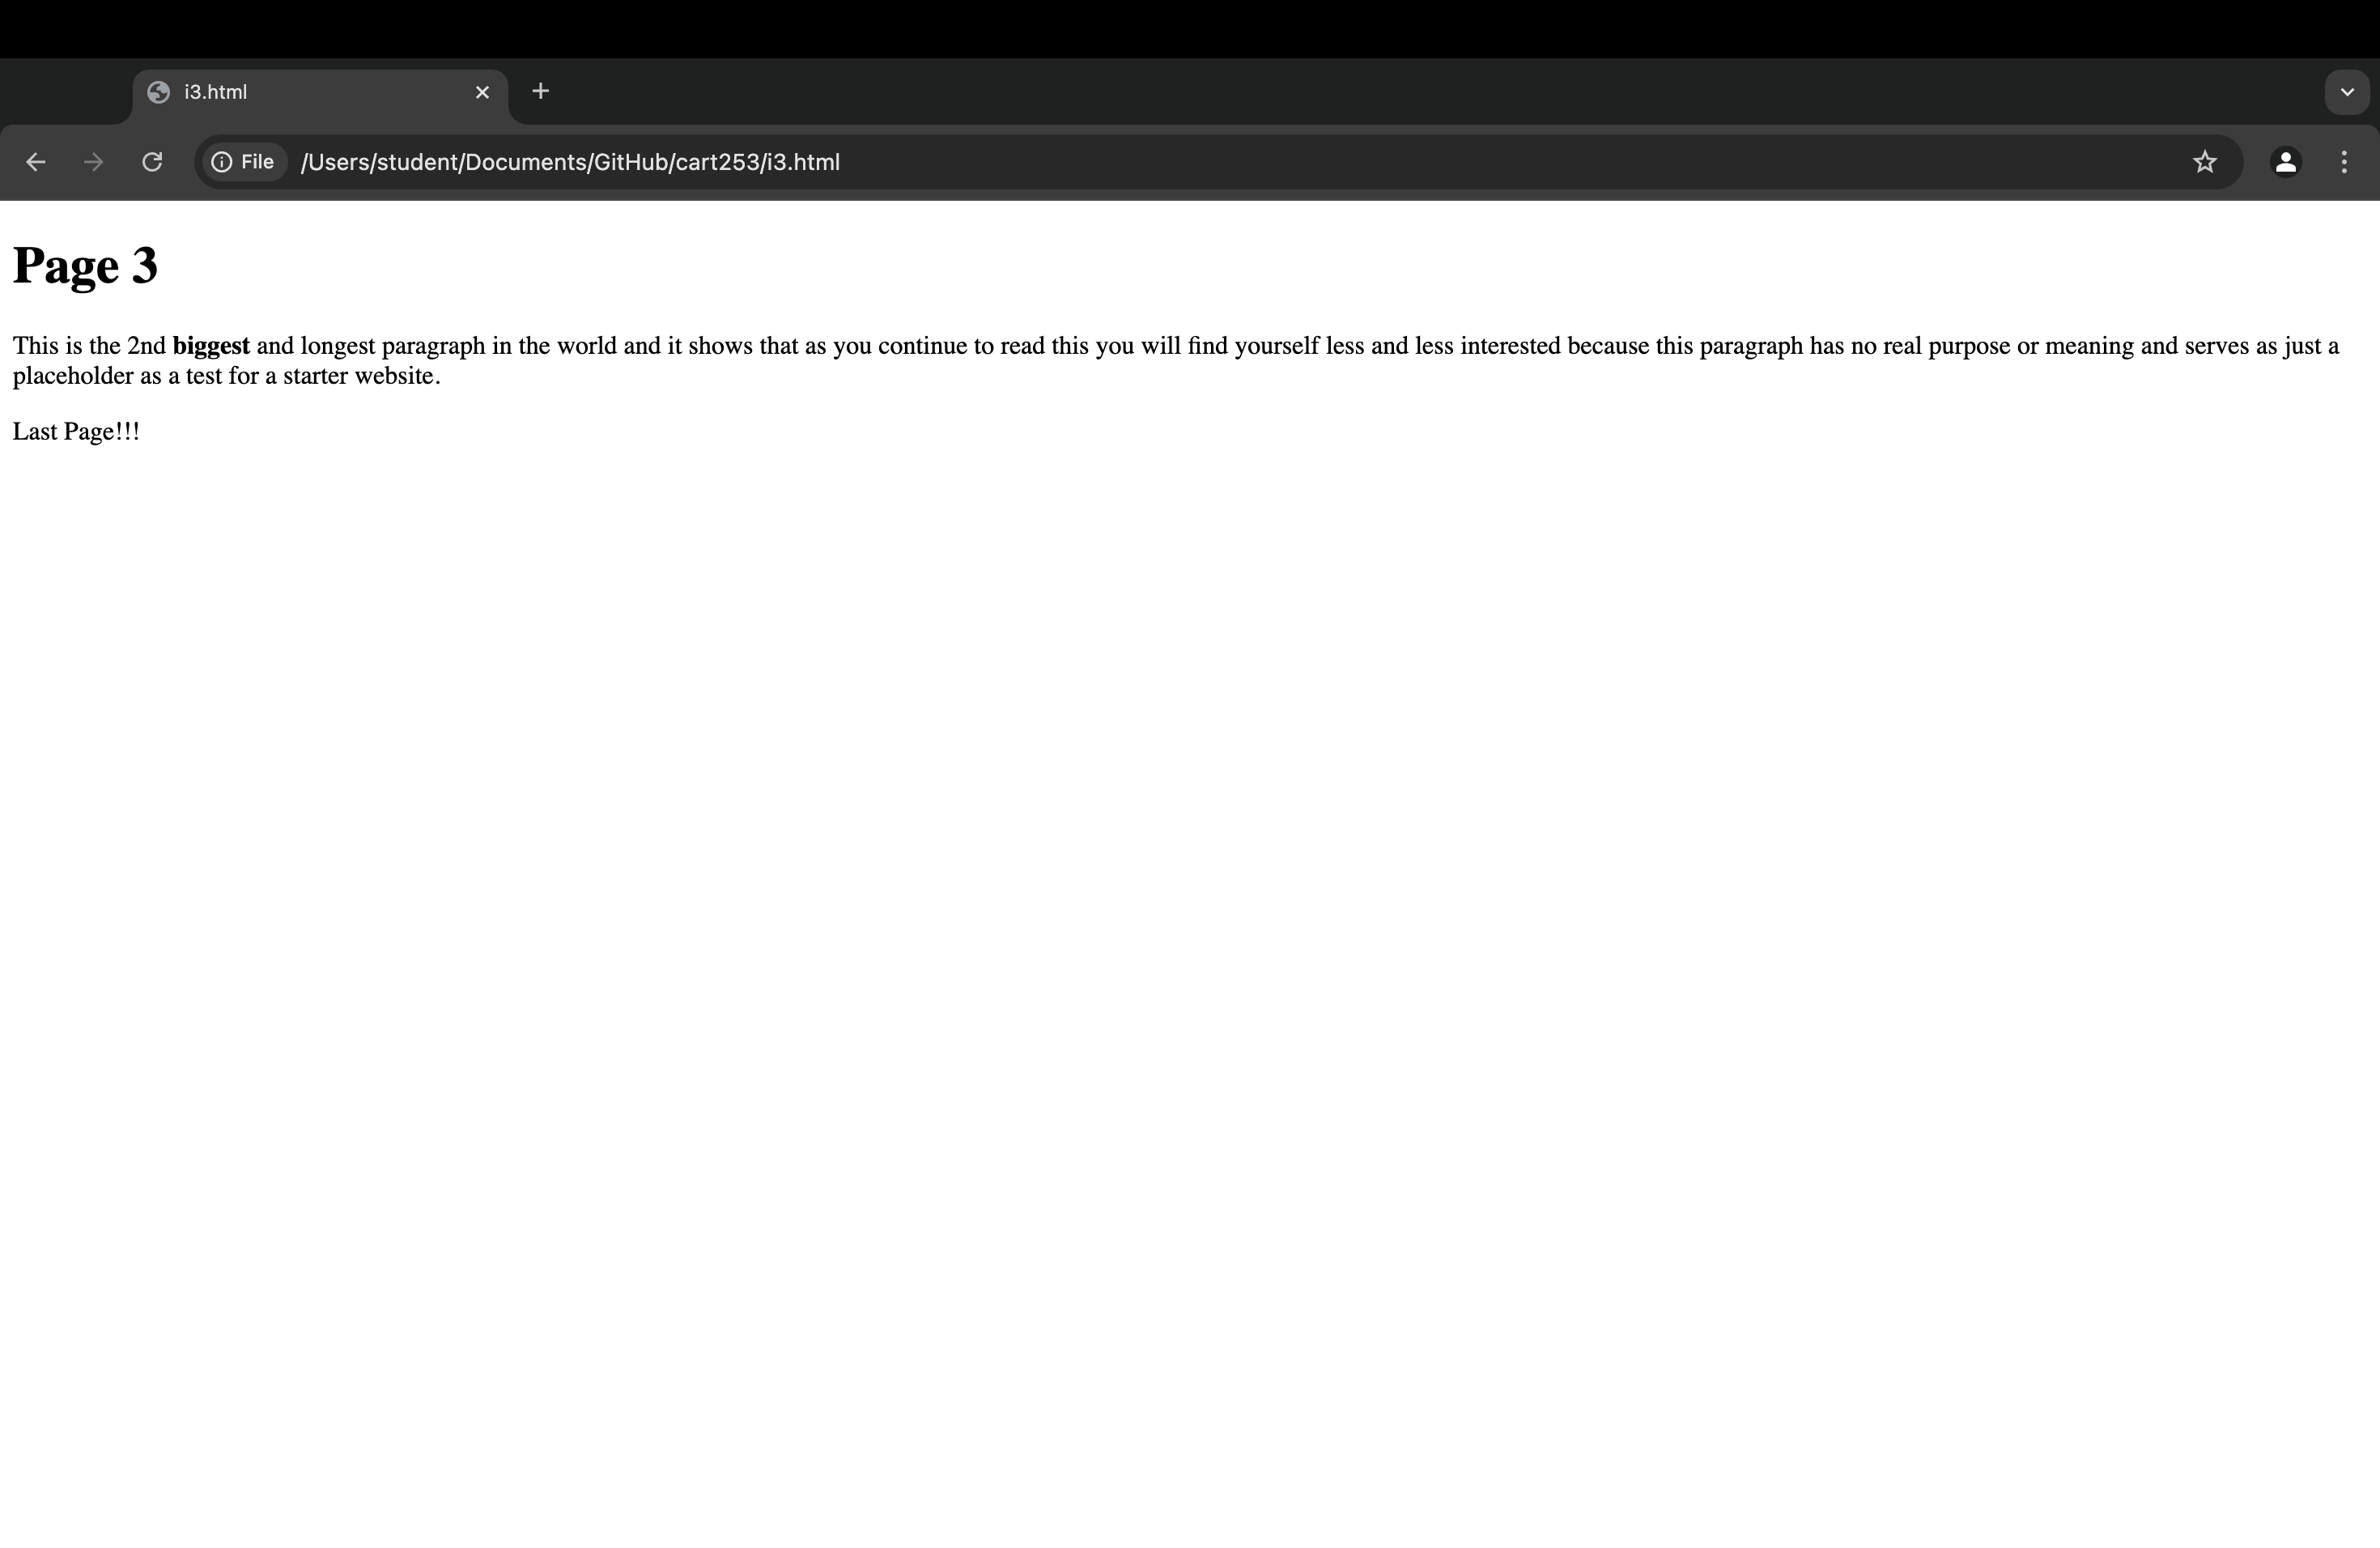 i3.html
File /Users/student/Documents/GitHub/cart253/i3.html
Page 3
This is the 2nd biggest and longest paragraph in the world and it shows that as you continue to read this you will find yourself less and less interested because this paragraph has no real purpose or meaning and serves as just a
placeholder as a test for a starter website.
Last Page!!!